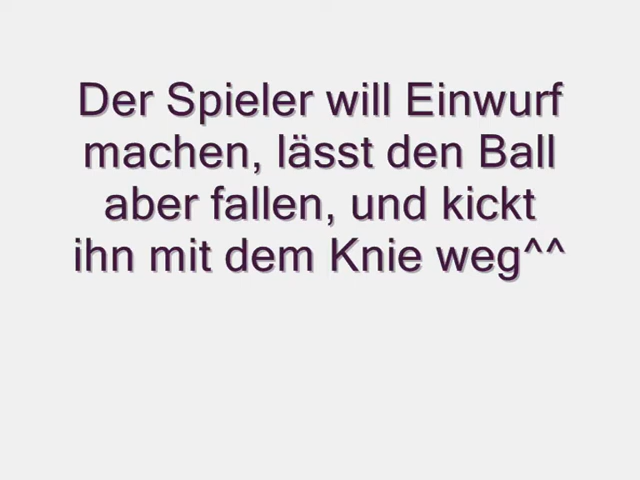 Der Spieler will Einwurf
machen, lässt den Ball
aber fallen, und kickt
ihn mit dem Knie weg^^